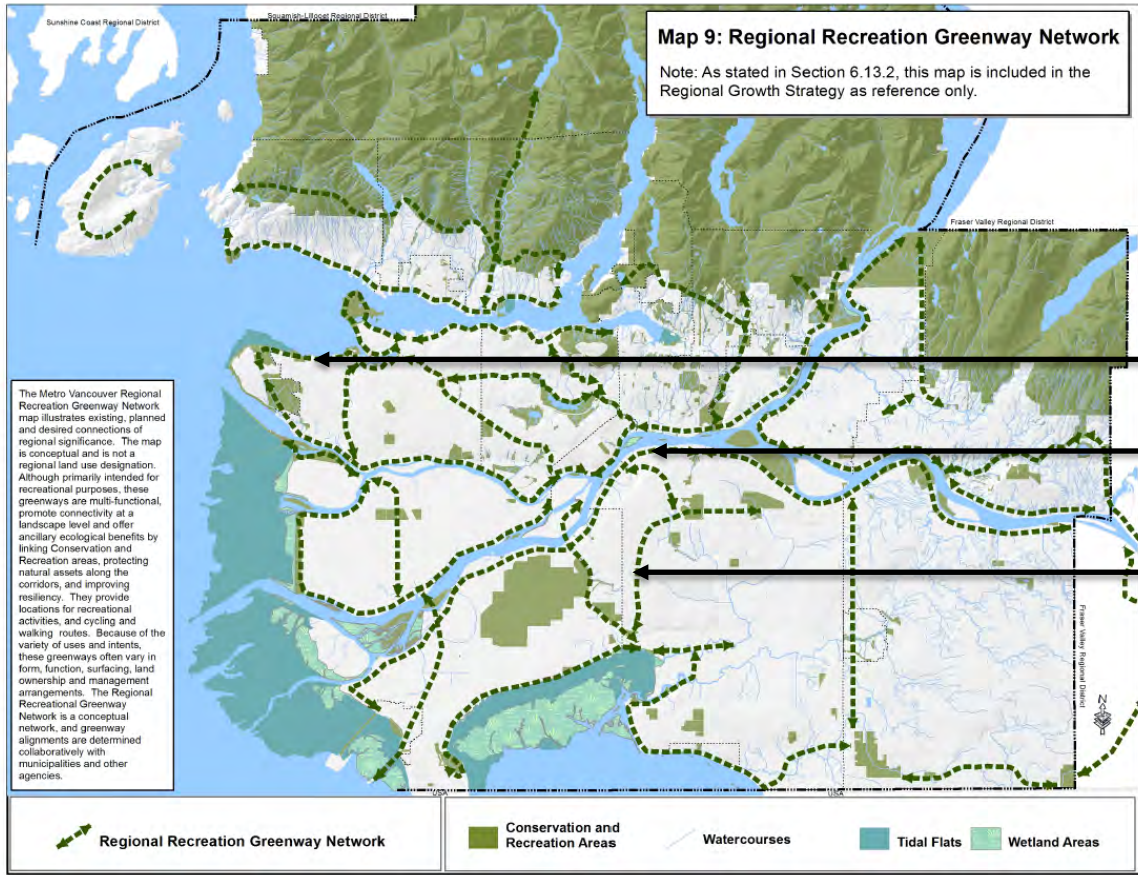 Sunshine Coast Regional District
Squamish-Lillooet Regional District
Map 9: Regional Recreation Greenway Network
Note: As stated in Section 6.13.2, this map is included in the
Regional Growth Strategy as reference only.
Fraser Valley Regional District
The Metro Vancouver Regional
Recreation Greenway Network
map illustrates existing, planned
and desired connections of
regional significance. The map
is conceptual and is not a
regional land use designation.
Although primarily intended for
recreational purposes, these
greenways are multi-functional,
promote connectivity at a
landscape level and offer
ancillary ecological benefits by
linking Conservation and
Recreation areas, protecting
natural assets along the
corridors, and improving
resiliency. They provide
locations for recreational
activities, and cycling and
walking routes. Because of the
variety of uses and intents,
these greenways often vary in
form, function, surfacing, land
ownership and management
arrangements. The Regional
Recreational Greenway
Network is a conceptual
network, and greenway
alignments are determined
collaboratively with
municipalities and other
agencies.
Fraser Valley Regional District
N
USA
USA
Regional Recreation Greenway Network
Conservation and
Recreation Areas
Watercourses
Tidal Flats
Wetland Areas